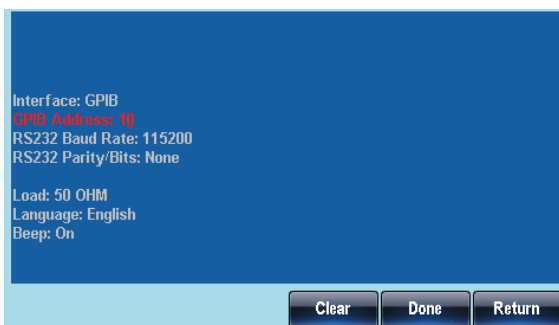 Interface: GPIB
GPIB Address: 10
RS232 Baud Rate: 115200
RS232 Parity/Bits: None
Load: 50 OHM
Language: English
Beep: On
Clear Done Return